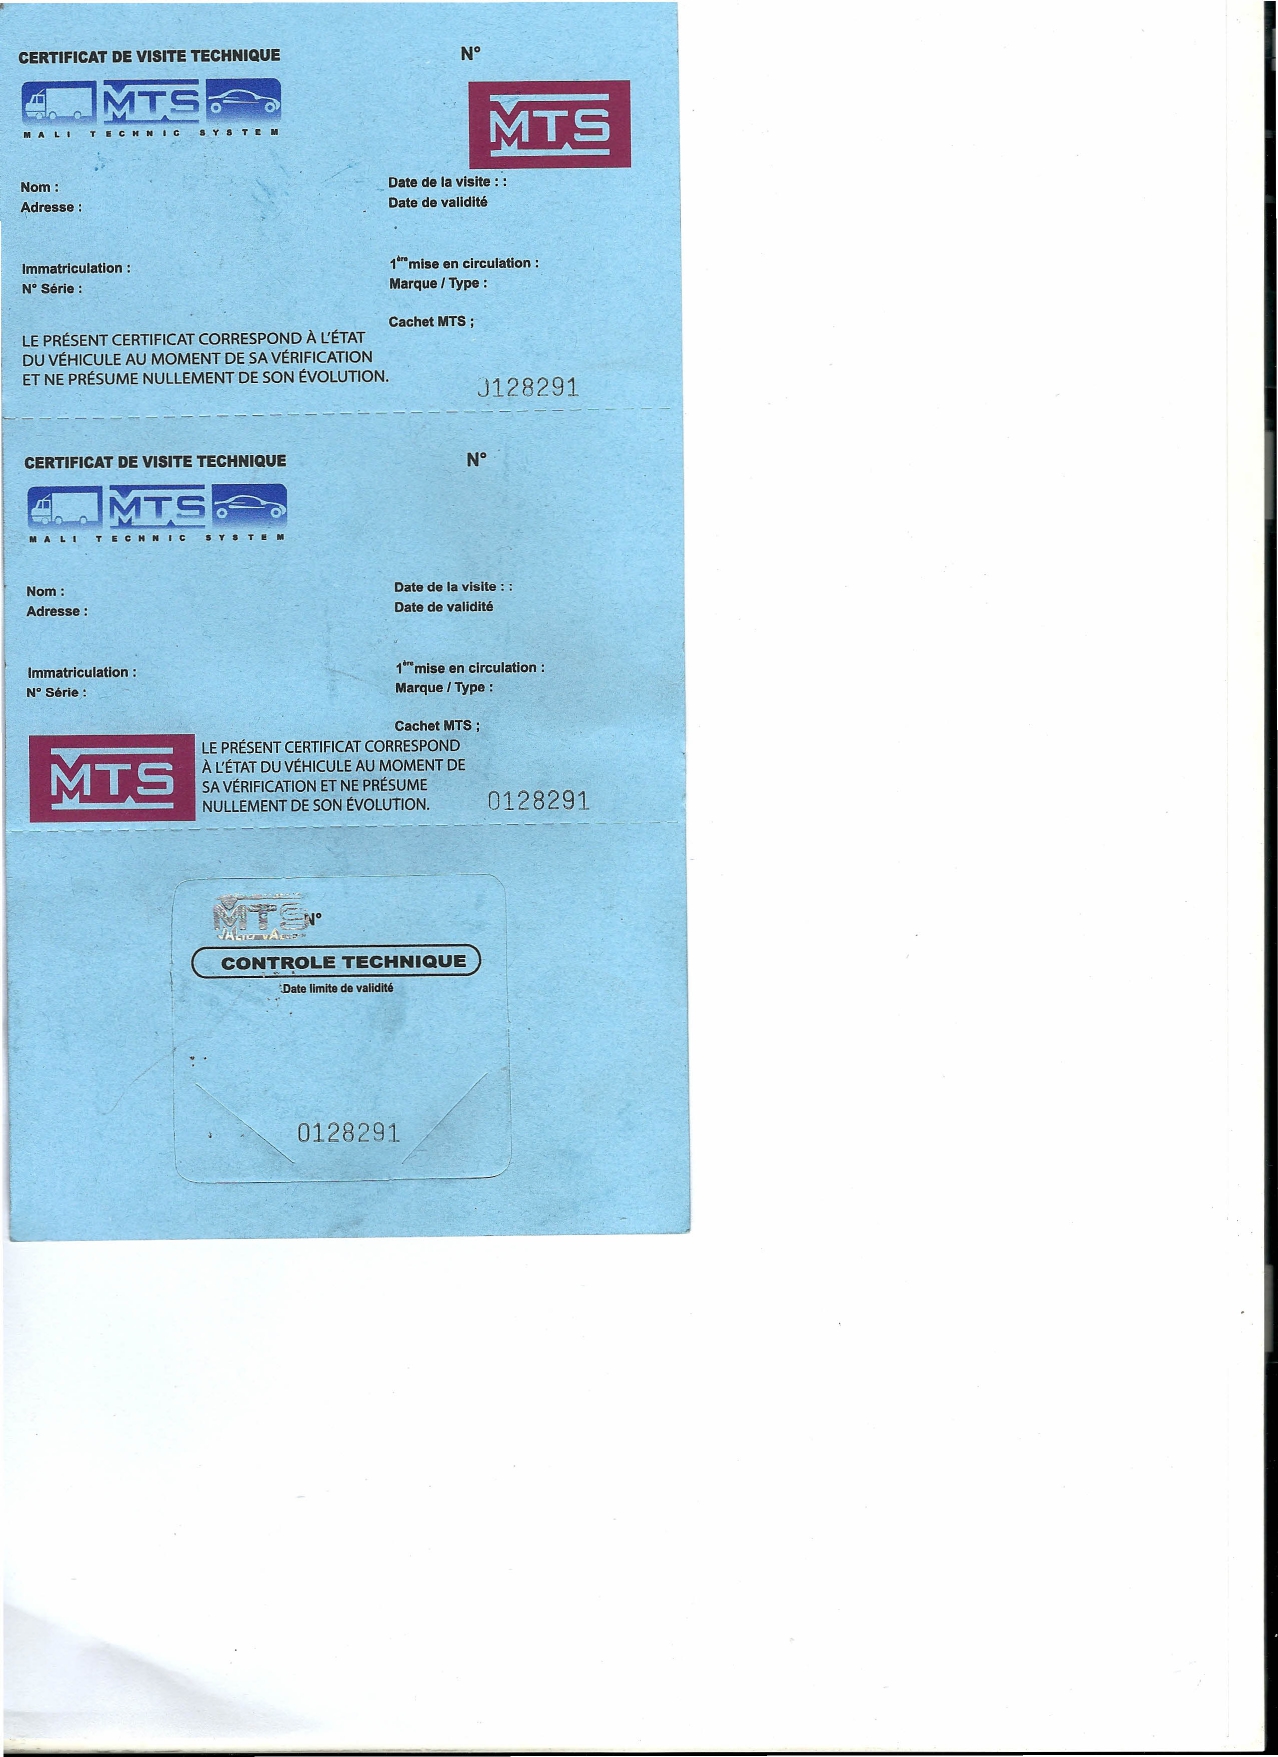 CERTIFICAT DE VISITE TECHNIQUE N°
MTS
MALI TECHNIC SYSTEM
MTS
Nom : Date de la visite : :
Adresse : Date de validité
Immatriculation : 1ère mise en circulation :
N° Série : Marque / Type :
Cachet MTS ;
LE PRÉSENT CERTIFICAT CORRESPOND À L'ÉTAT
DU VÉHICULE AU MOMENT DE SA VÉRIFICATION
ET NE PRÉSUME NULLEMENT DE SON ÉVOLUTION.
J128291
CERTIFICAT DE VISITE TECHNIQUE N°
MTS
MALI TECHNIC SYSTEM
Nom : Date de la visite : :
Adresse : Date de validité
Immatriculation : 1ère mise en circulation :
N° Série : Marque / Type :
Cachet MTS ;
MTS
LE PRÉSENT CERTIFICAT CORRESPOND
À L'ÉTAT DU VÉHICULE AU MOMENT DE
SA VÉRIFICATION ET NE PRÉSUME
NULLEMENT DE SON ÉVOLUTION.
0128291
MTS N°
CONTROLE TECHNIQUE
Date limite de validité
0128291